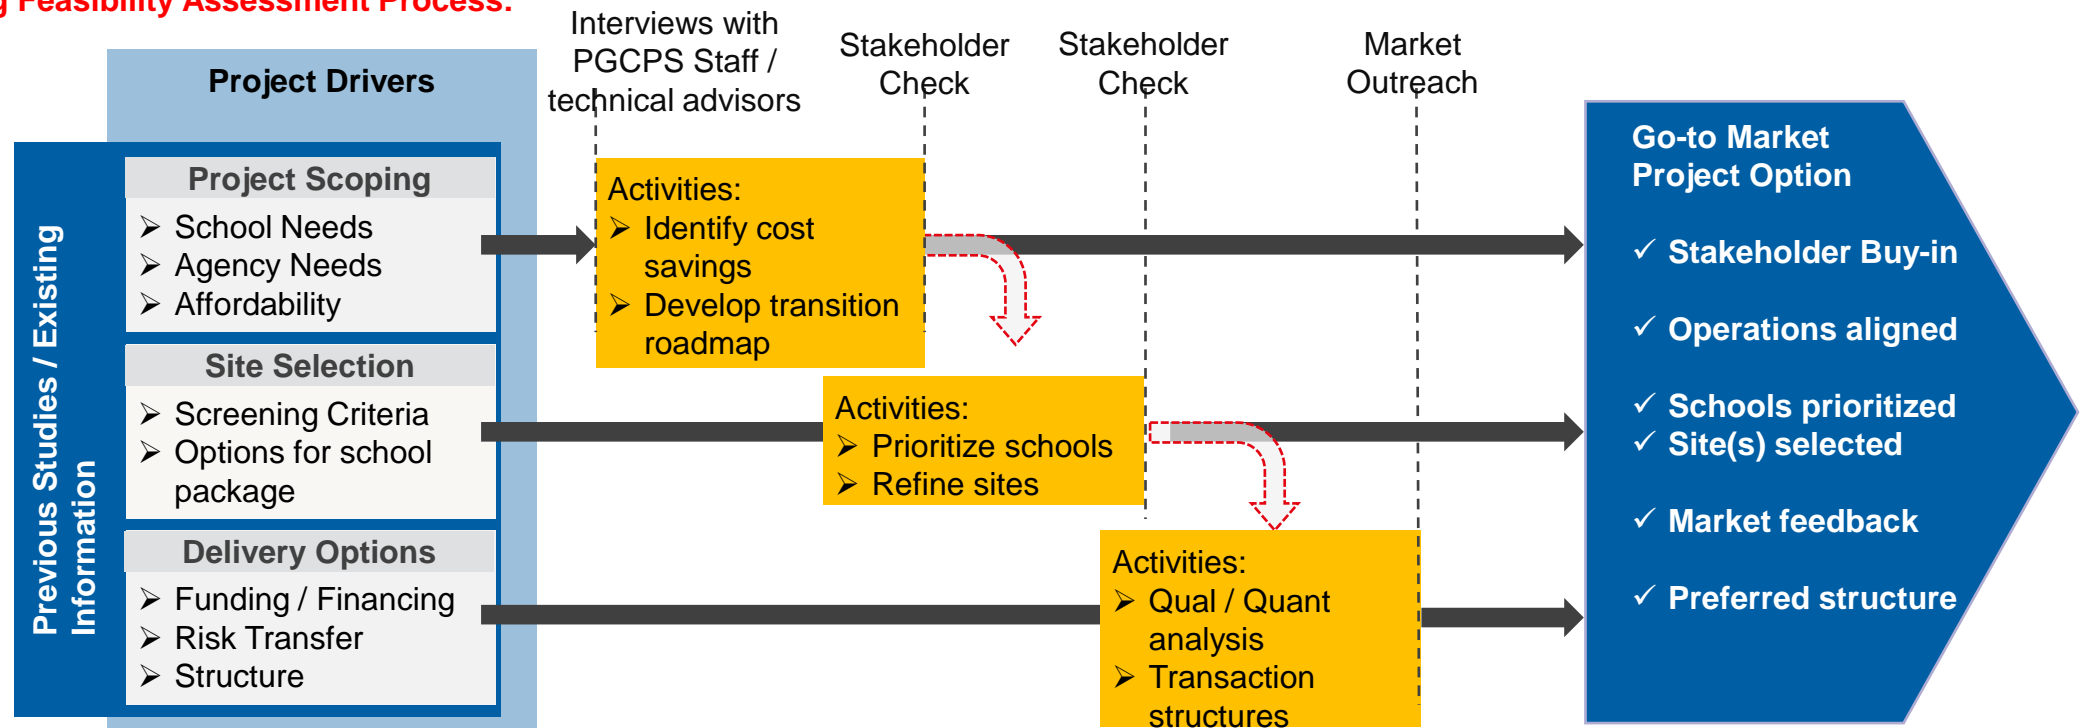 g Feasibility Assessment Process:
Interviews with
PGCPS Staff /
technical advisors
Stakeholder
Check
Stakeholder
Check
Market
Outreach
Project Drivers
Previous Studies / Existing
Information
Project Scoping
➢ School Needs
➢ Agency Needs
➢ Affordability
Site Selection
➢ Screening Criteria
➢ Options for school
package
Delivery Options
➢ Funding / Financing
➢ Risk Transfer
➢ Structure
Activities:
➢ Identify cost
savings
➢ Develop transition
roadmap
Activities:
➢ Prioritize schools
➢ Refine sites
Activities:
➢ Qual / Quant
analysis
➢ Transaction
structures
Go-to Market
Project Option
✓ Stakeholder Buy-in
✓ Operations aligned
✓ Schools prioritized
✓ Site(s) selected
✓ Market feedback
✓ Preferred structure